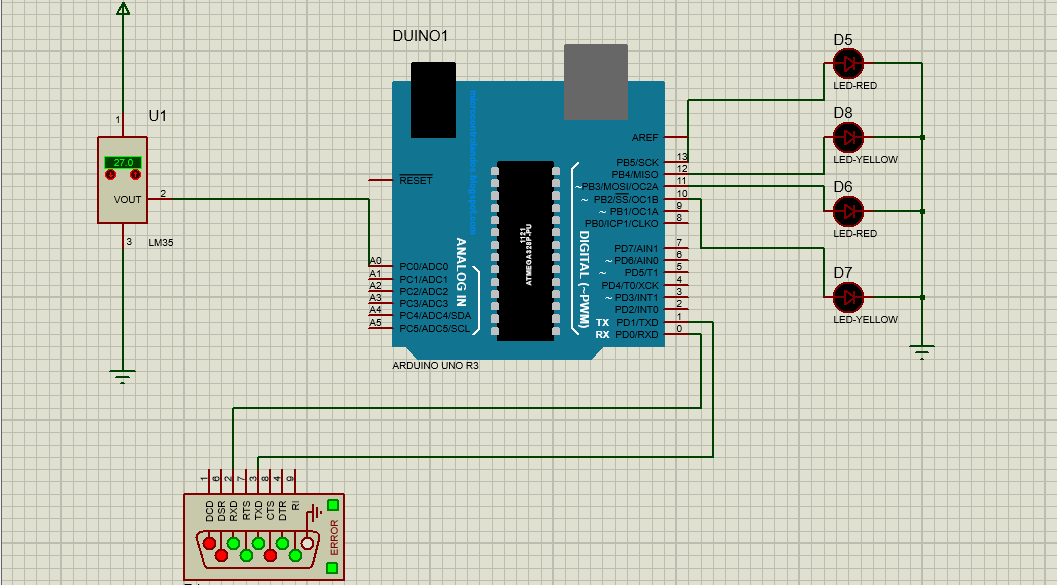 DUINO1
microcontrolandos.blogspot.com
RESET
AREF
13
PB5/SCK
12
PB4/MISO
11
~PB3/MOSI/OC2A
10
~ PB2/SS/OC1B
9
~ PB1/OC1A
8
PB0/ICP1/CLKO
7
PD7/AIN1
6
~ PD6/AIN0
5
~ PD5/T1
4
PD4/T0/XCK
3
~ PD3/INT1
2
PD2/INT0
1
TX PD1/TXD
0
RX PD0/RXD
DIGITAL (~PWM)
ANALOG IN
1121
ATMEGA328P-PU
A0 PC0/ADC0
A1 PC1/ADC1
A2 PC2/ADC2
A3 PC3/ADC3
A4 PC4/ADC4/SDA
A5 PC5/ADC5/SCL
ARDUINO UNO R3
U1
1
27.0
2
VOUT
3
LM35
D5
LED-RED
D8
LED-YELLOW
D6
LED-RED
D7
LED-YELLOW
1 6 2 7 3 8 4 9
DCD DSR RXD RTS TXD CTS DTR RI
ERROR